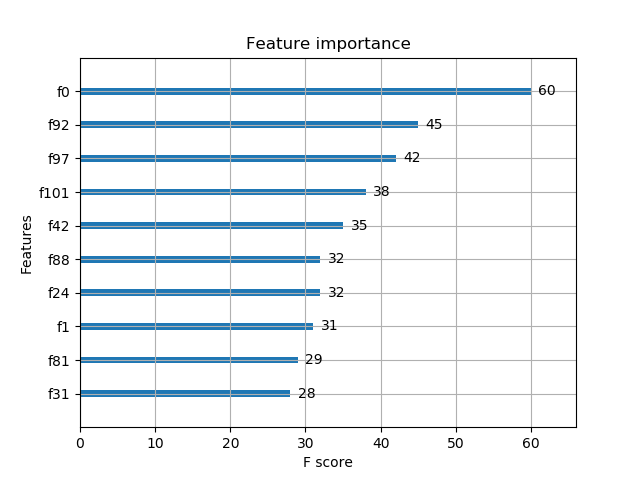 Feature importance
f0 60
f92 45
f97 42
f101 38
f42 35
f88 32
f24 32
f1 31
f81 29
f31 28
Features
0 10 20 30 40 50 60
F score